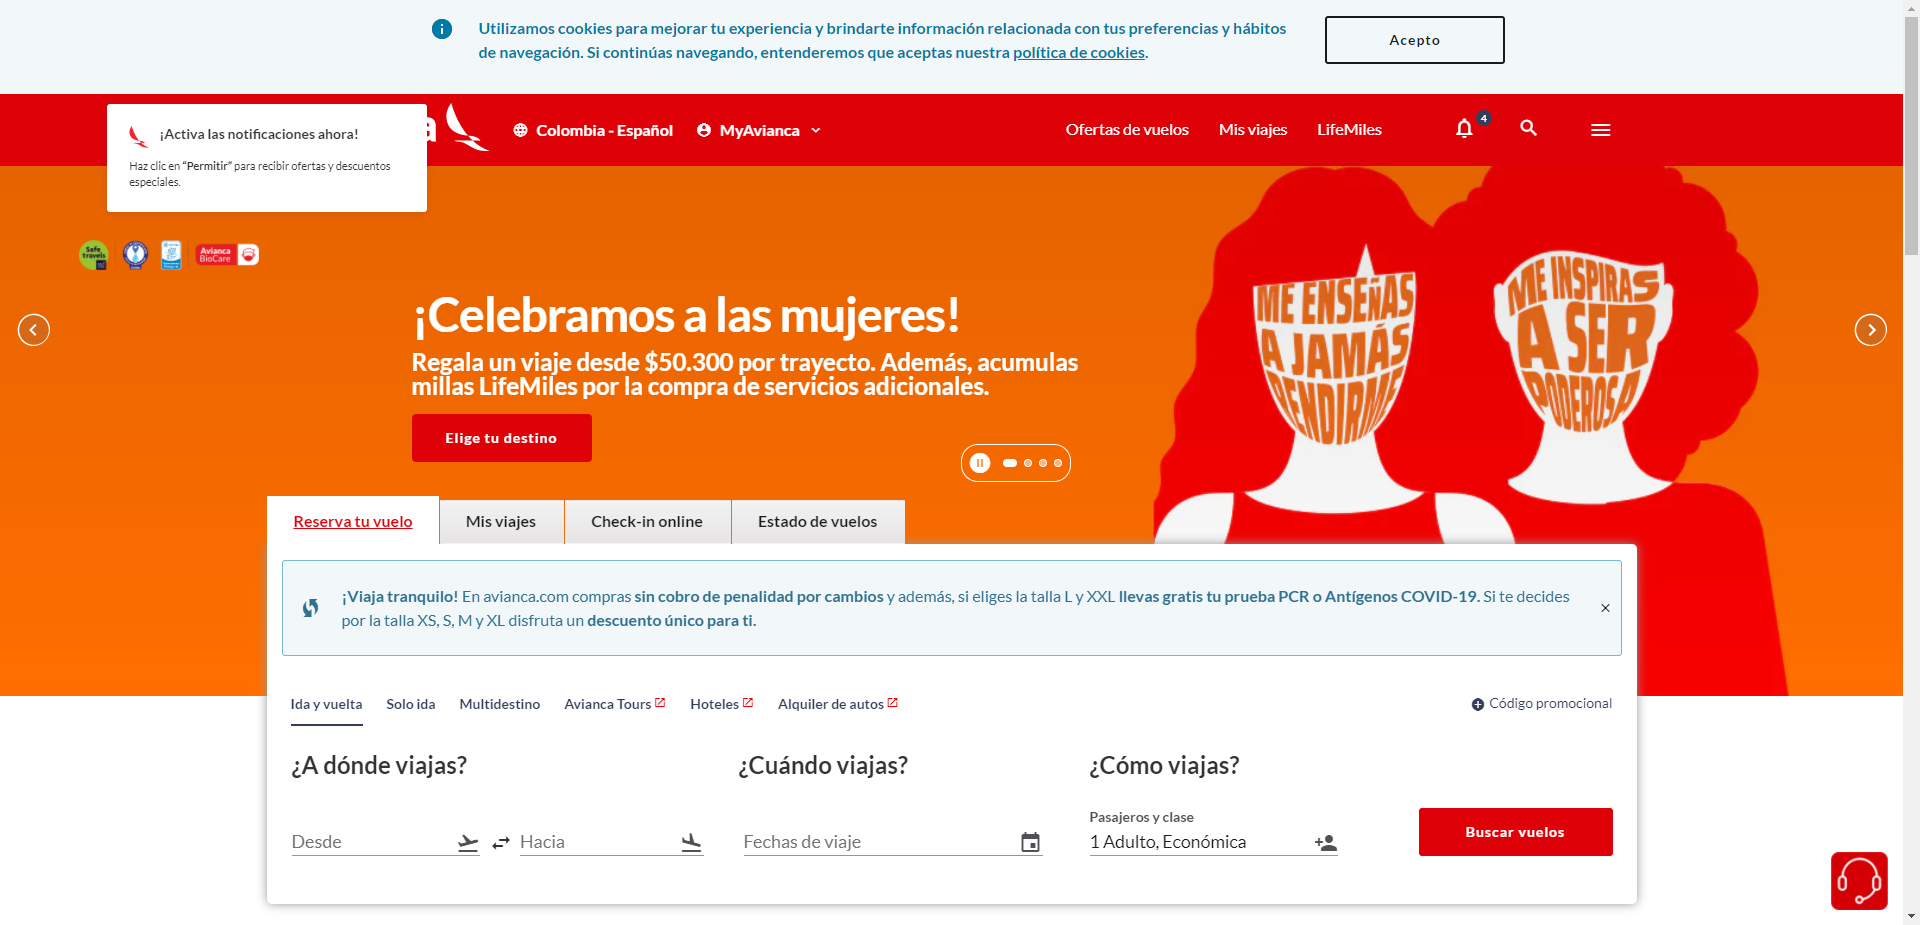 Utilizamos cookies para mejorar tu experiencia y brindarte información relacionada con tus preferencias y hábitos
de navegación. Si continúas navegando, entenderemos que aceptas nuestra política de cookies.
Acepto
¡Activa las notificaciones ahora!
Haz clic en “Permitir” para recibir ofertas y descuentos
especiales.
a
Colombia - Español
MyAvianca
Ofertas de vuelos
Mis viajes
LifeMiles
4
Safe
travels
Avianca
BioCare
¡Celebramos a las mujeres!
Regala un viaje desde $50.300 por trayecto. Además, acumulas
millas LifeMiles por la compra de servicios adicionales.
Elige tu destino
ME ENSEÑAS
A JAMÁS
RENDIRME
ME INSPIRAS
A SER
PODEROSA
Reserva tu vuelo
Mis viajes
Check-in online
Estado de vuelos
¡Viaja tranquilo! En avianca.com compras sin cobro de penalidad por cambios y además, si eliges la talla L y XXL llevas gratis tu prueba PCR o Antígenos COVID-19. Si te decides
por la talla XS, S, M y XL disfruta un descuento único para ti.
Ida y vuelta
Solo ida
Multidestino
Avianca Tours
Hoteles
Alquiler de autos
Código promocional
¿A dónde viajas?
¿Cuándo viajas?
¿Cómo viajas?
Desde
Hacia
Fechas de viaje
Pasajeros y clase
1 Adulto, Económica
Buscar vuelos